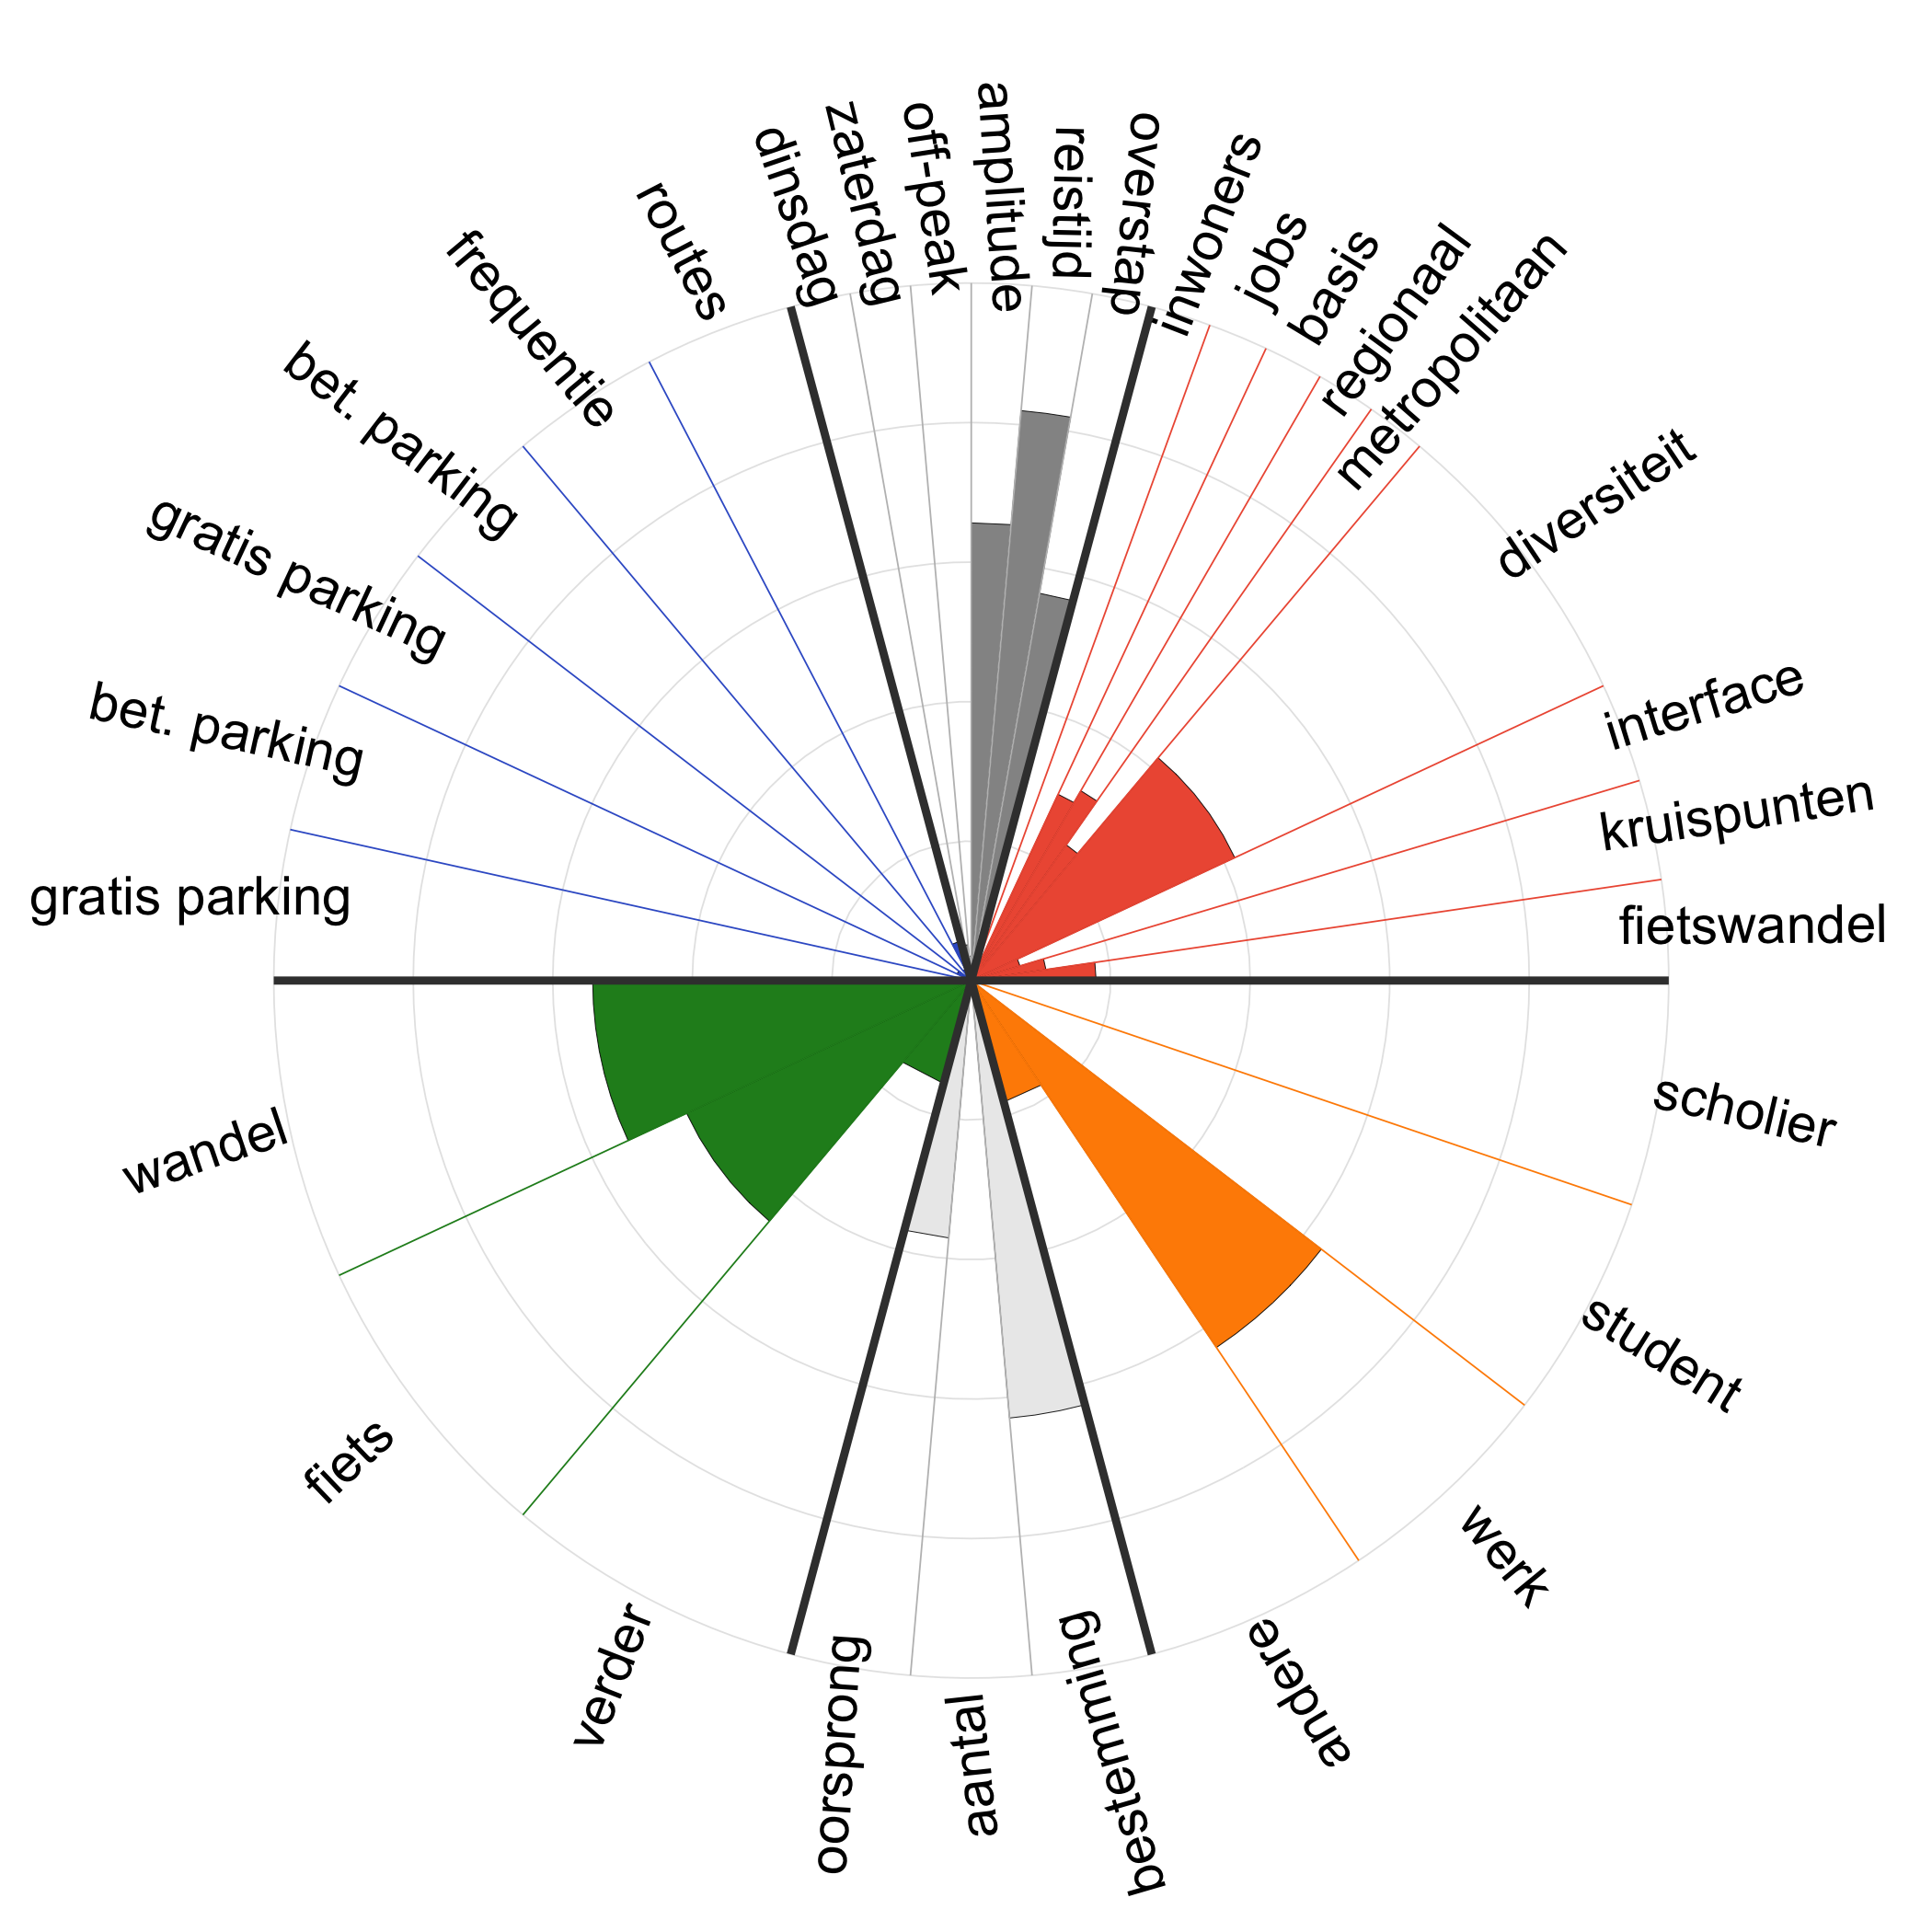 dinsdag
zaterdag
off-peak
amplitude
reistijd
overstap
inwoners
jobs
basis
regionaal
metropolitaan
diversiteit
interface
kruispunten
fietswandel
scholier
student
werk
andere
bestemming
aantal
oorsprong
verder
fiets
wandel
gratis parking
bet. parking
gratis parking
bet. parking
frequentie
routes